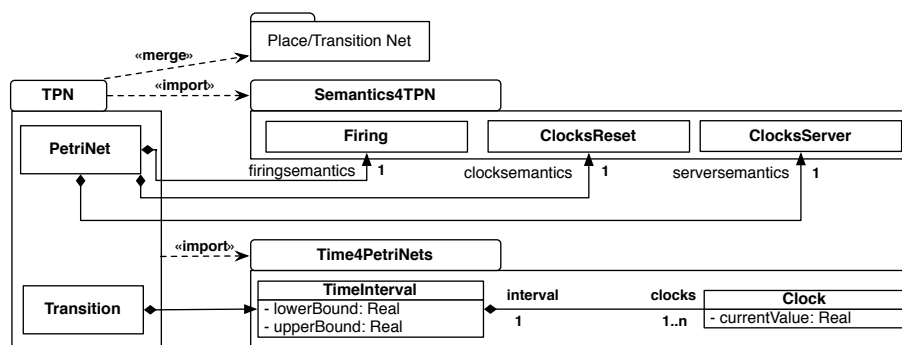 Place/Transition Net
«merge»
«import»
TPN
Semantics4TPN
PetriNet
Firing
ClocksReset
ClocksServer
firingsemantics
1
clocksemantics
1
serversemantics
1
«import»
Time4PetriNets
Transition
TimeInterval
- lowerBound: Real
- upperBound: Real
interval
1
clocks
1..n
Clock
- currentValue: Real